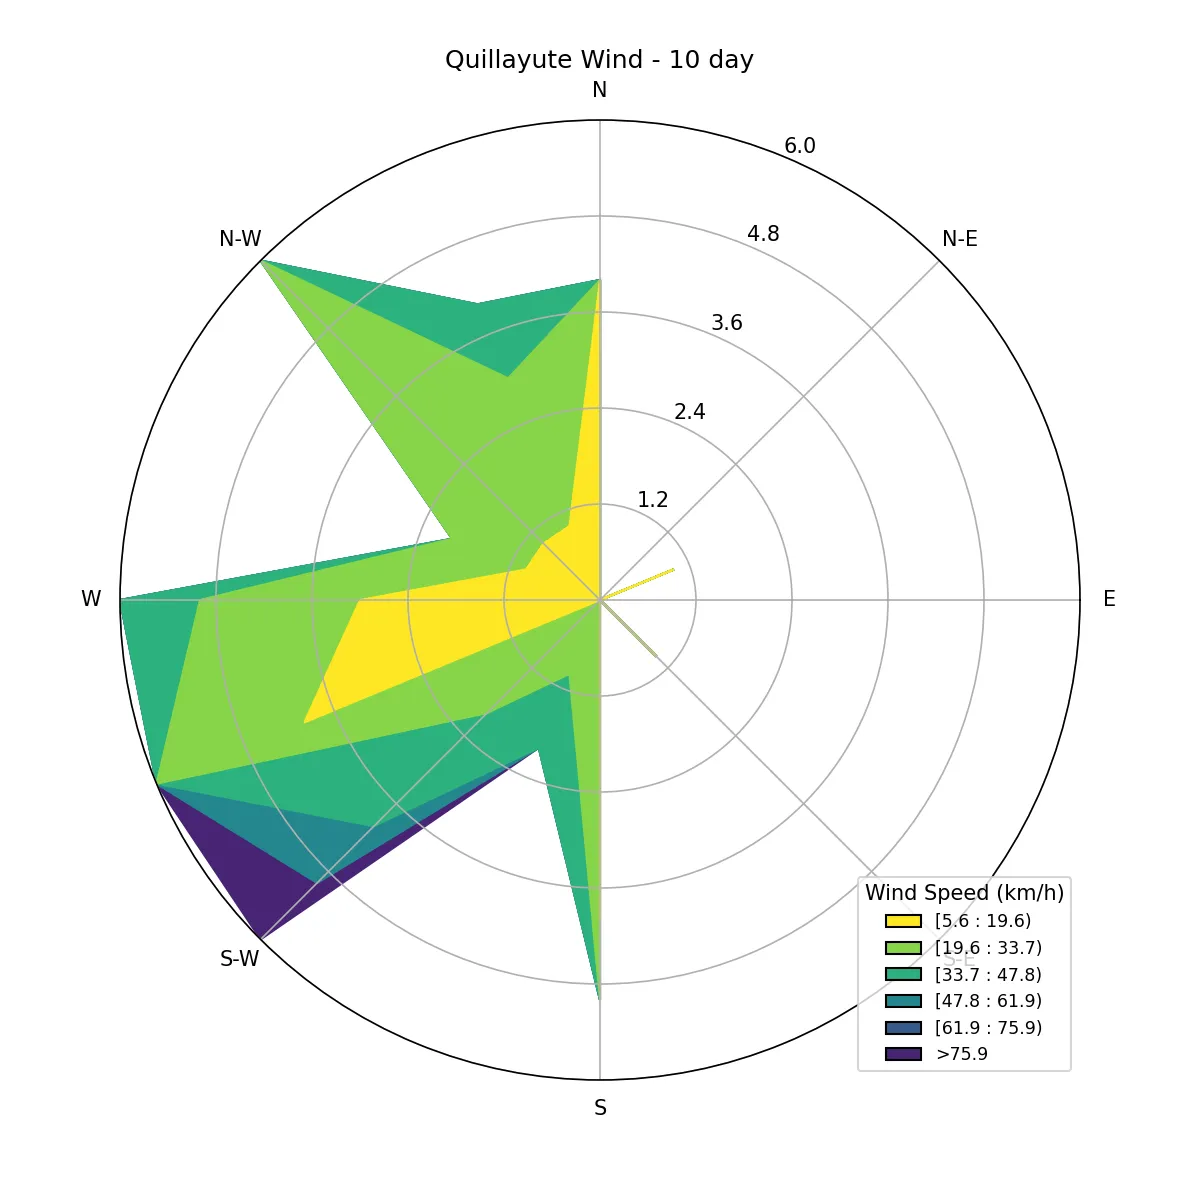 Quillayute Wind - 10 day
N
6.0
N-W
4.8
N-E
3.6
2.4
1.2
W
E
S-W
S-E
S
Wind Speed (km/h)
[5.6 : 19.6)
[19.6 : 33.7)
[33.7 : 47.8)
[47.8 : 61.9)
[61.9 : 75.9)
>75.9